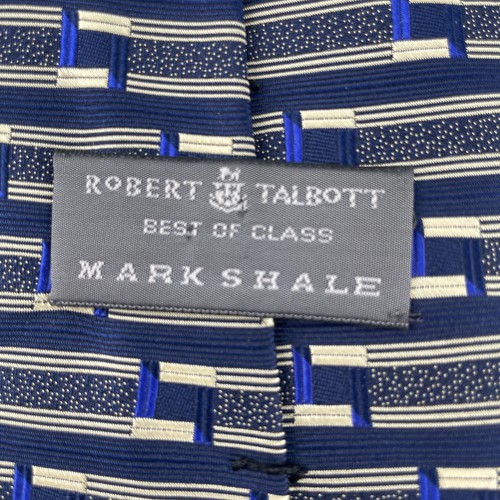 ROBERT TALBOTT
BEST OF CLASS
MARK SHALE